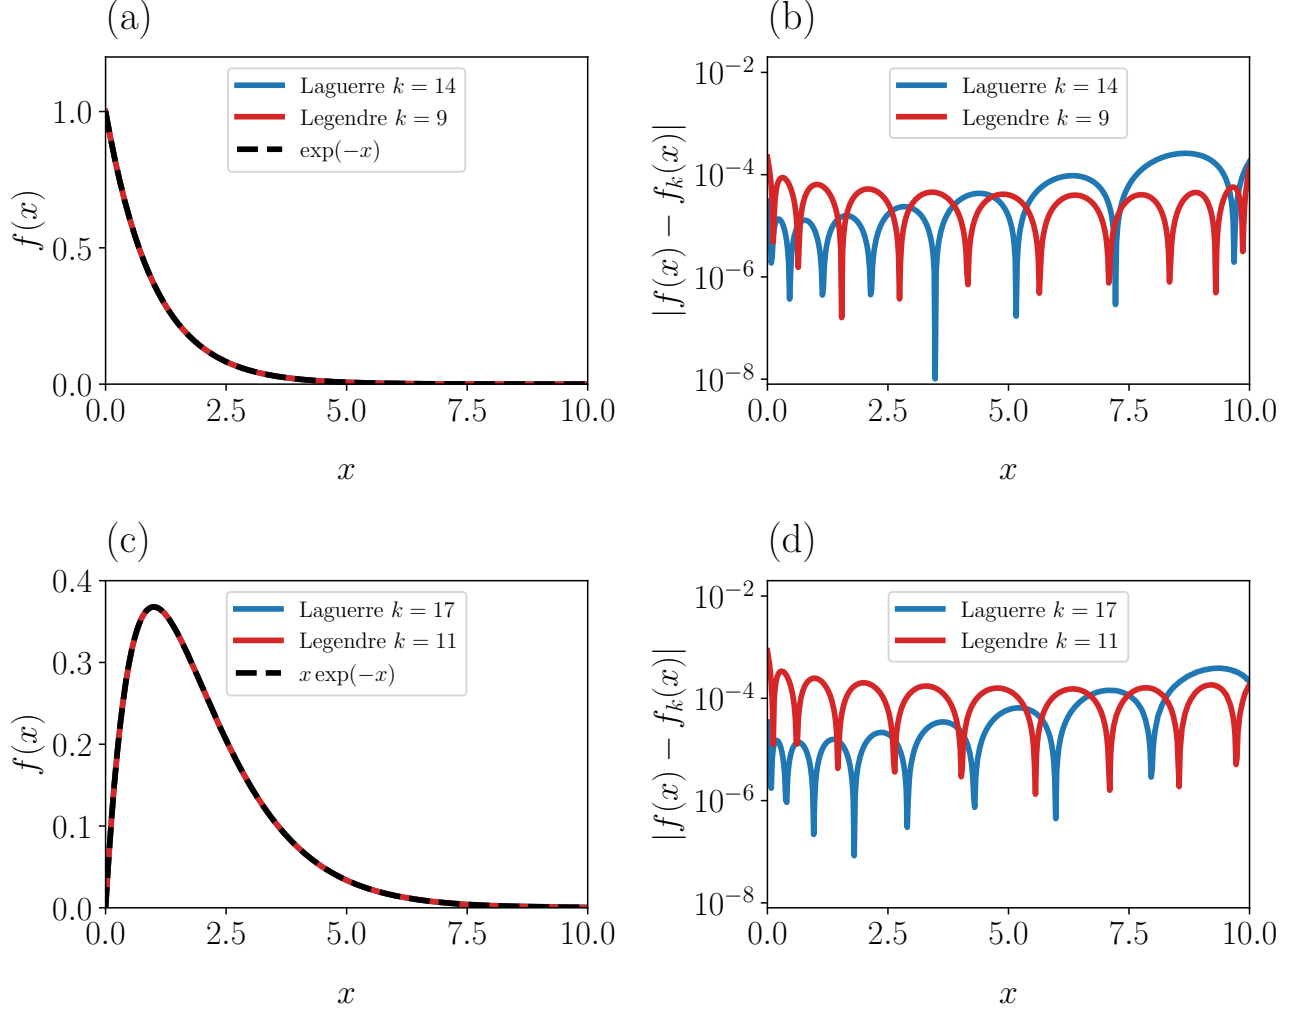 (a)
f(x)
1.0
0.5
0.0
Laguerre k = 14
Legendre k = 9
exp(−x)
0.0 2.5 5.0 7.5 10.0
x
(b)
|f(x) − f_k(x)|
10^−2
10^−4
10^−6
10^−8
Laguerre k = 14
Legendre k = 9
0.0 2.5 5.0 7.5 10.0
x
(c)
f(x)
0.4
0.3
0.2
0.1
0.0
Laguerre k = 17
Legendre k = 11
x exp(−x)
0.0 2.5 5.0 7.5 10.0
x
(d)
|f(x) − f_k(x)|
10^−2
10^−4
10^−6
10^−8
Laguerre k = 17
Legendre k = 11
0.0 2.5 5.0 7.5 10.0
x